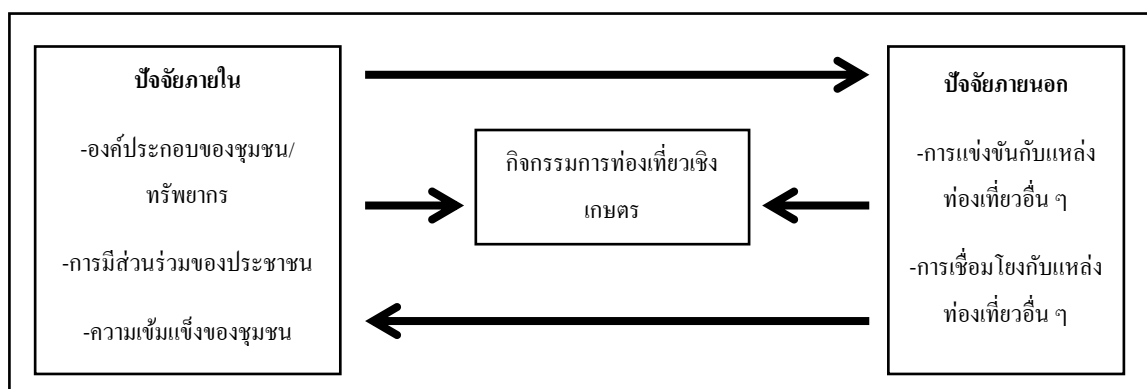 ปัจจัยภายใน
-องค์ประกอบของชุมชน/
ทรัพยากร
-การมีส่วนร่วมของประชาชน
-ความเข้มแข็งของชุมชน
กิจกรรมการท่องเที่ยวเชิง
เกษตร
ปัจจัยภายนอก
-การแข่งขันกับแหล่ง
ท่องเที่ยวอื่น ๆ
-การเชื่อมโยงกับแหล่ง
ท่องเที่ยวอื่น ๆ